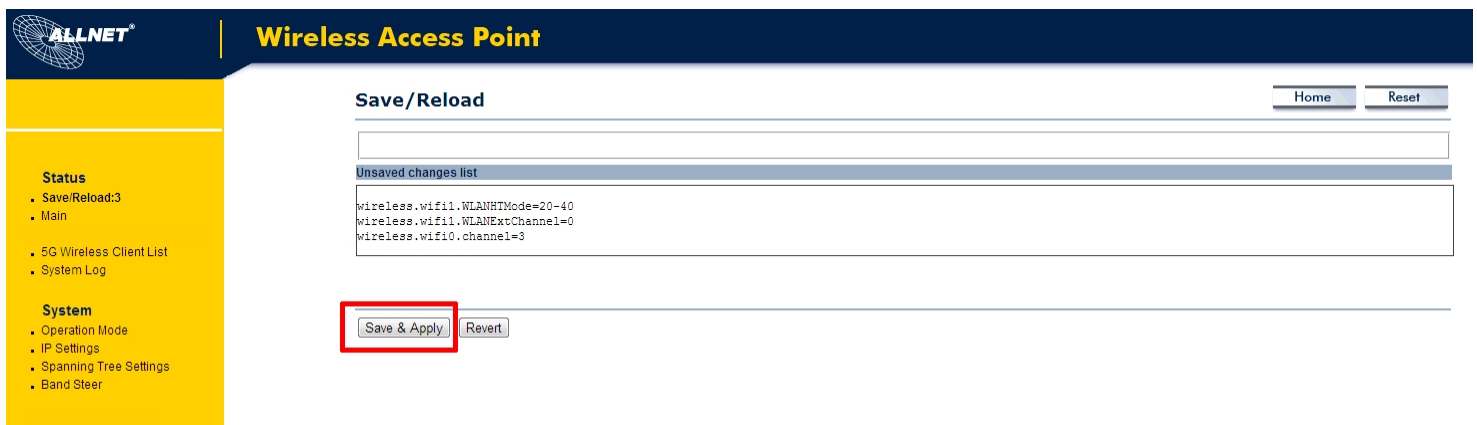 ALLNET®
Wireless Access Point
Save/Reload
Home
Reset
Unsaved changes list
wireless.wifi1.WLANHTMode=20-40
wireless.wifi1.WLANExtChannel=0
wireless.wifi0.channel=3
Save & Apply
Revert
Status
Save/Reload:3
Main
5G Wireless Client List
System Log
System
Operation Mode
IP Settings
Spanning Tree Settings
Band Steer